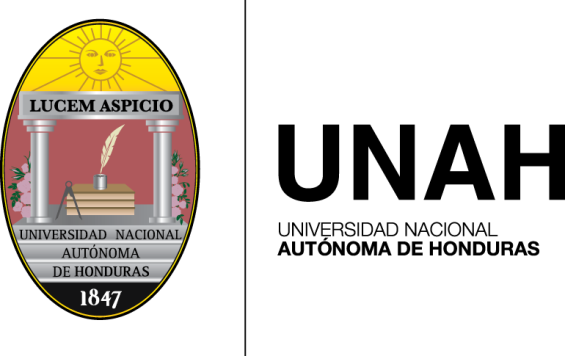 LUCEM ASPICIO
UNIVERSIDAD NACIONAL
AUTÓNOMA
DE HONDURAS
1847
UNAH
UNIVERSIDAD NACIONAL
AUTÓNOMA DE HONDURAS